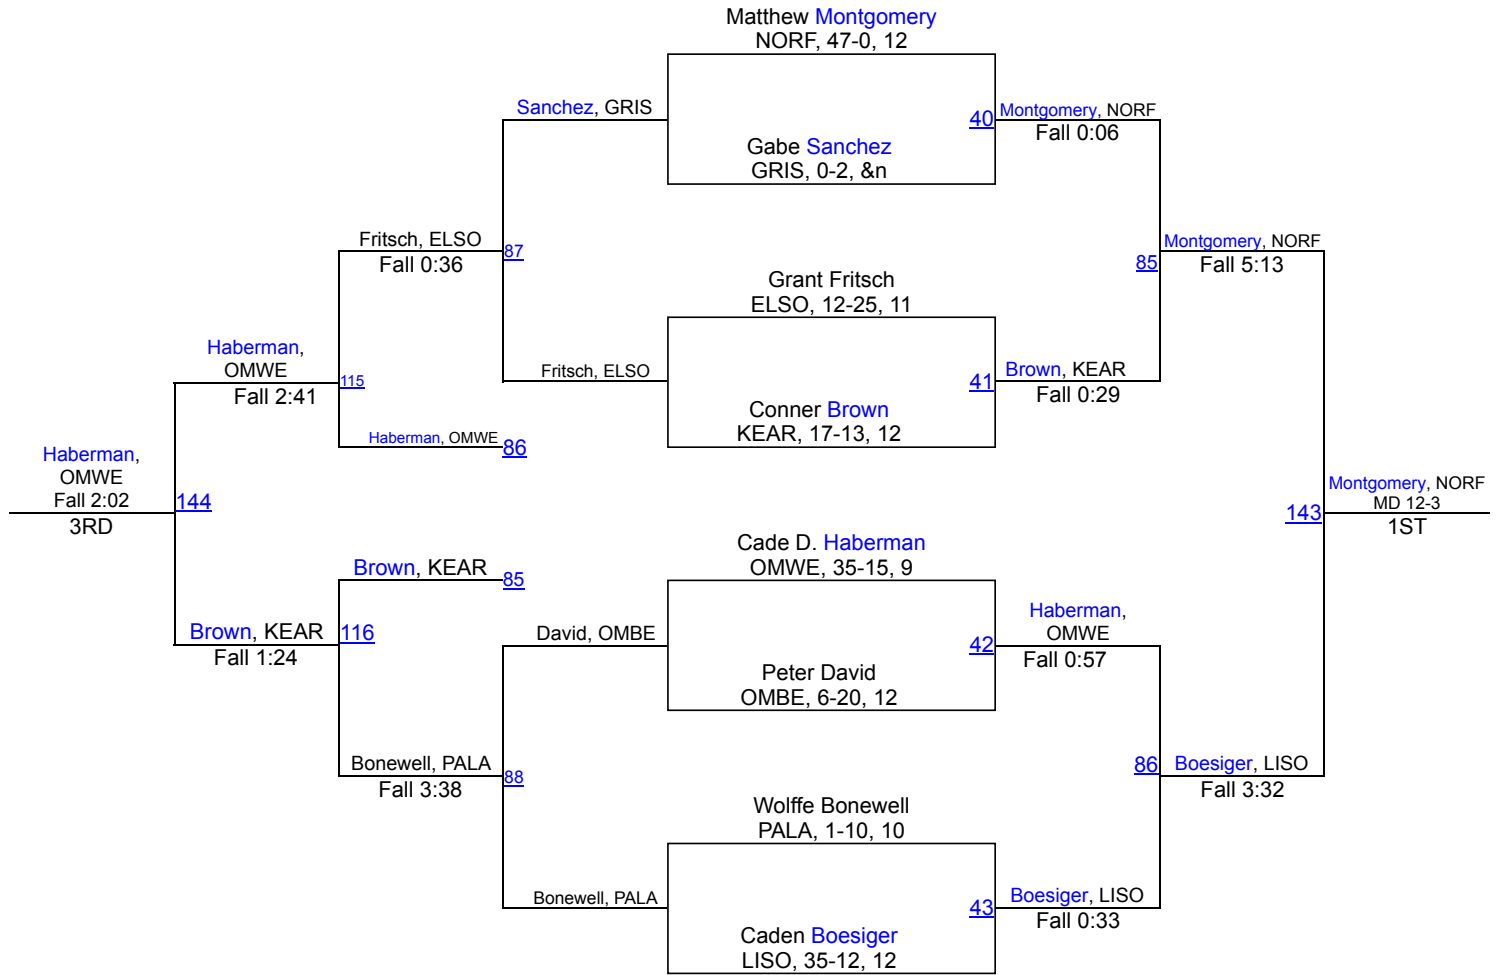 Matthew Montgomery
NORF, 47-0, 12
Sanchez, GRIS
40
Montgomery, NORF
Fall 0:06
Gabe Sanchez
GRIS, 0-2, &n
Fritsch, ELSO
Fall 0:36
87
85
Montgomery, NORF
Fall 5:13
Grant Fritsch
ELSO, 12-25, 11
Haberman,
OMWE
Fall 2:41
115
Fritsch, ELSO
41
Brown, KEAR
Fall 0:29
Conner Brown
KEAR, 17-13, 12
Haberman, OMWE
86
Haberman,
OMWE
Fall 2:02
3RD
144
143
Montgomery, NORF
MD 12-3
1ST
Cade D. Haberman
OMWE, 35-15, 9
Brown, KEAR
85
Brown, KEAR
Fall 1:24
116
David, OMBE
42
Haberman,
OMWE
Fall 0:57
Peter David
OMBE, 6-20, 12
Bonewell, PALA
Fall 3:38
88
86
Boesiger, LISO
Fall 3:32
Wolffe Bonewell
PALA, 1-10, 10
Bonewell, PALA
43
Boesiger, LISO
Fall 0:33
Caden Boesiger
LISO, 35-12, 12